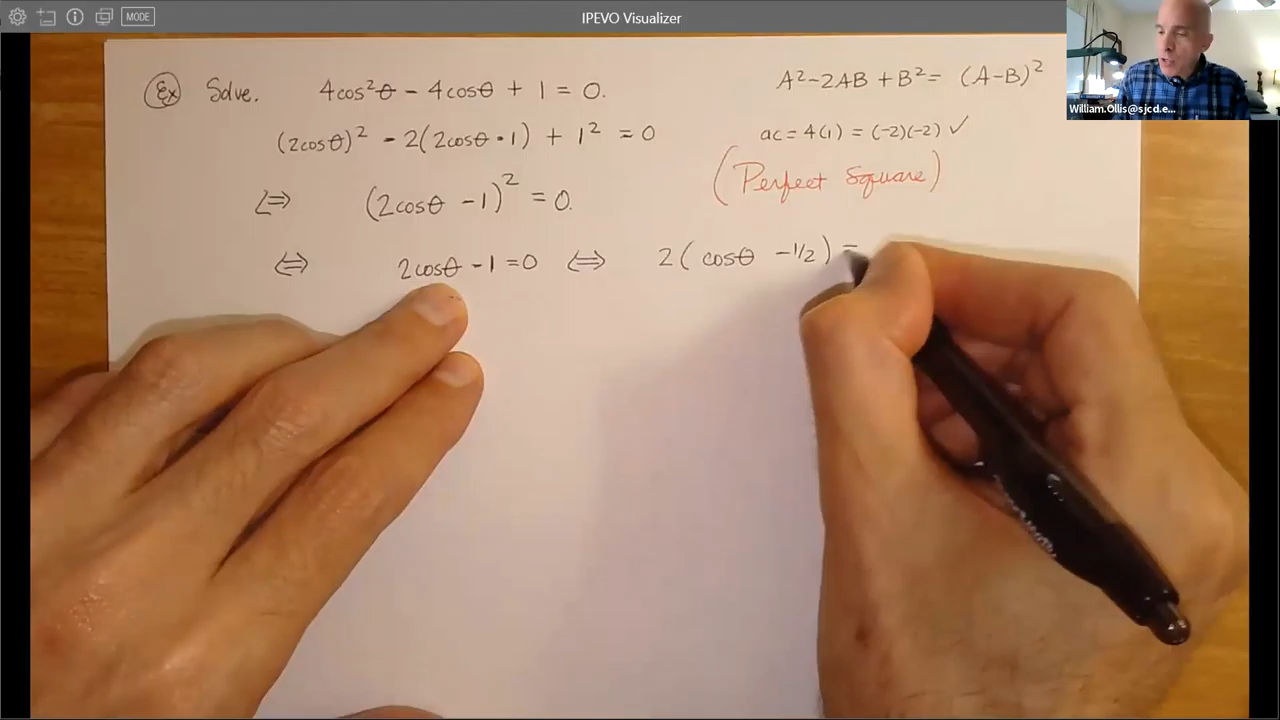 MODE
IPEVO Visualizer
William.Ollis@sjcd.e...
Ex Solve. 4cos²θ - 4cosθ + 1 = 0.
A² - 2AB + B² = (A-B)²
(2cosθ)² - 2(2cosθ·1) + 1² = 0
ac = 4(1) = (-2)(-2) ✓
(Perfect Square)
⇔ (2cosθ - 1)² = 0.
⇔ 2cosθ - 1 = 0 ⇔ 2(cosθ - 1/2) =